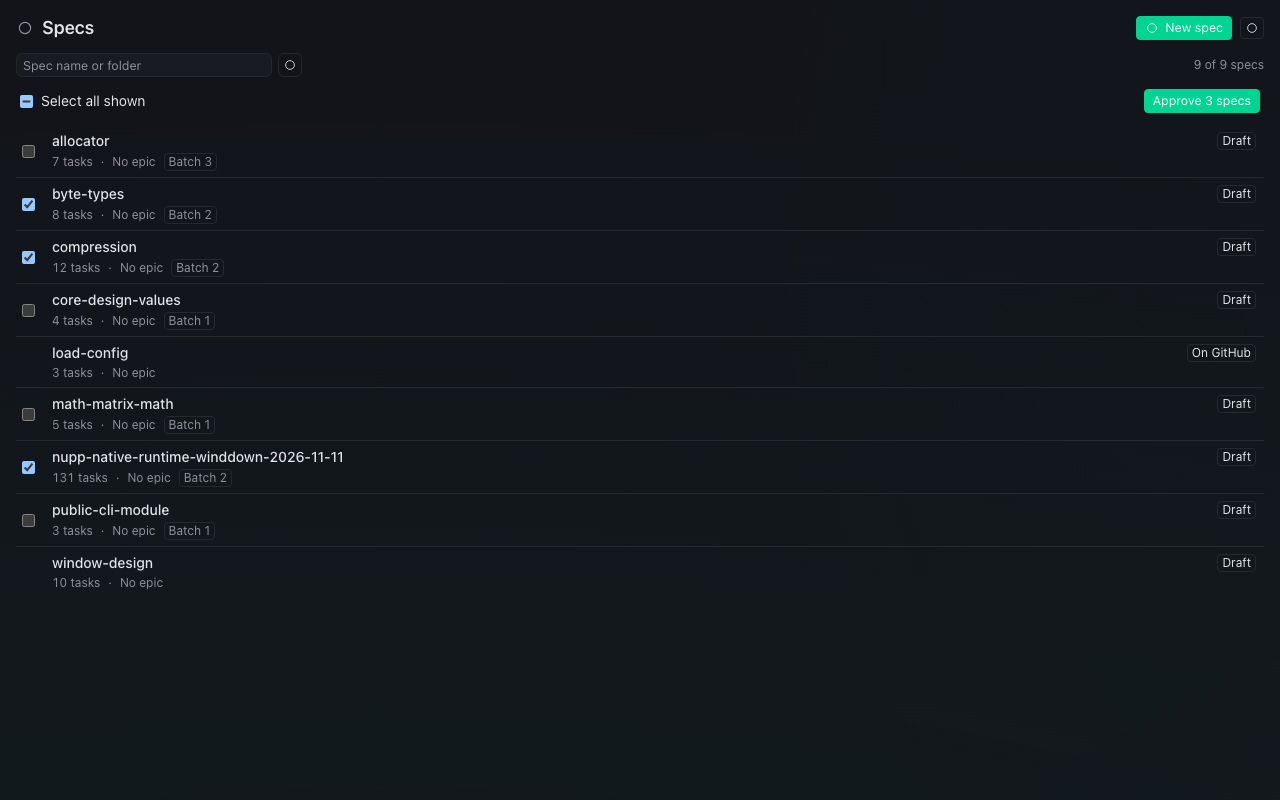 Specs
New spec
Spec name or folder
9 of 9 specs
Select all shown
Approve 3 specs
allocator
Draft
7 tasks · No epic Batch 3
byte-types
Draft
8 tasks · No epic Batch 2
compression
Draft
12 tasks · No epic Batch 2
core-design-values
Draft
4 tasks · No epic Batch 1
load-config
On GitHub
3 tasks · No epic
math-matrix-math
Draft
5 tasks · No epic Batch 1
nupp-native-runtime-winddown-2026-11-11
Draft
131 tasks · No epic Batch 2
public-cli-module
Draft
3 tasks · No epic Batch 1
window-design
Draft
10 tasks · No epic